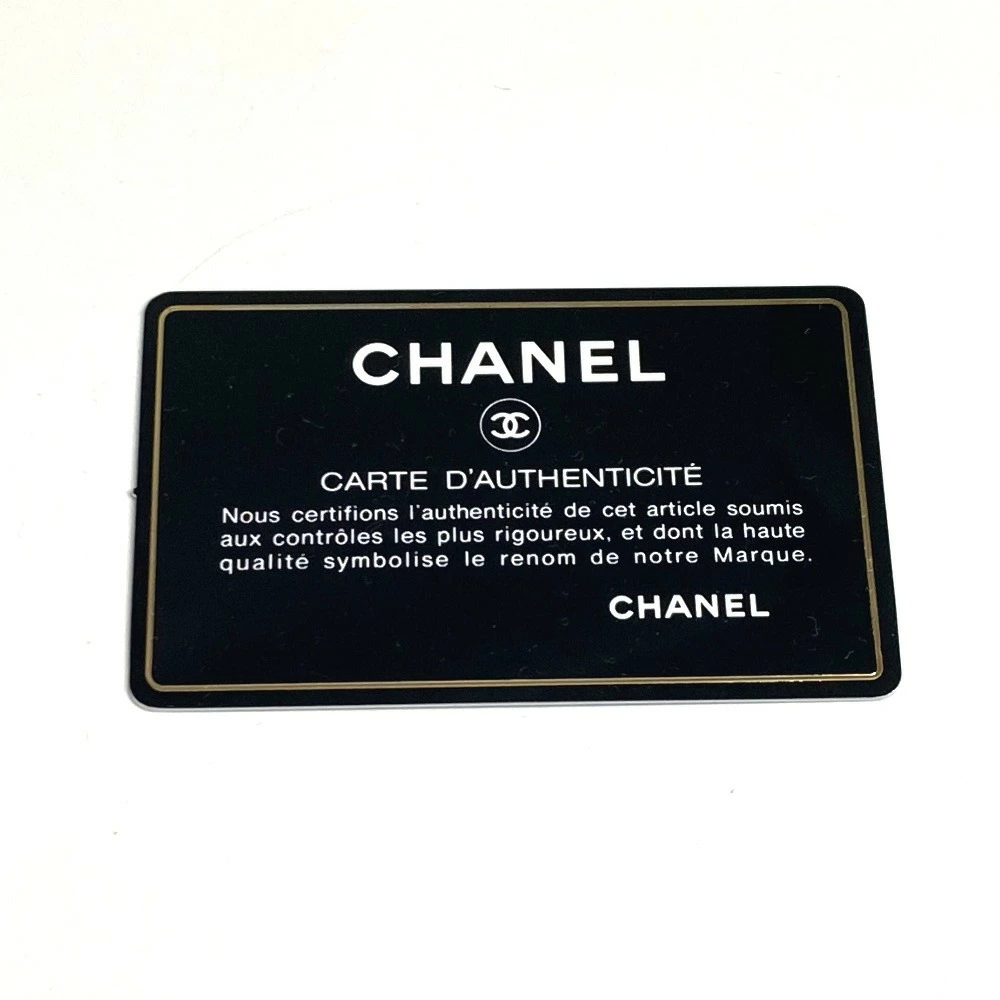 CHANEL
CARTE D'AUTHENTICITÉ
Nous certifions l'authenticité de cet article soumis
aux contrôles les plus rigoureux, et dont la haute
qualité symbolise le renom de notre Marque.
CHANEL